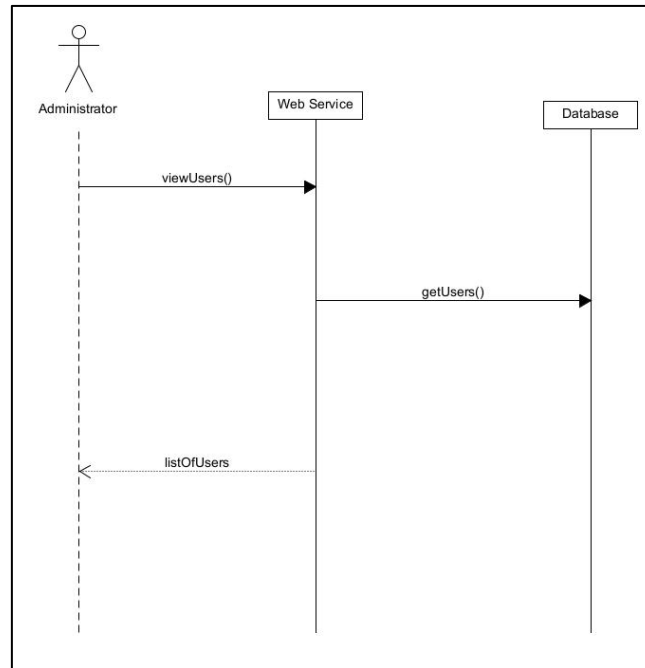 Administrator
Web Service
Database
viewUsers()
getUsers()
listOfUsers